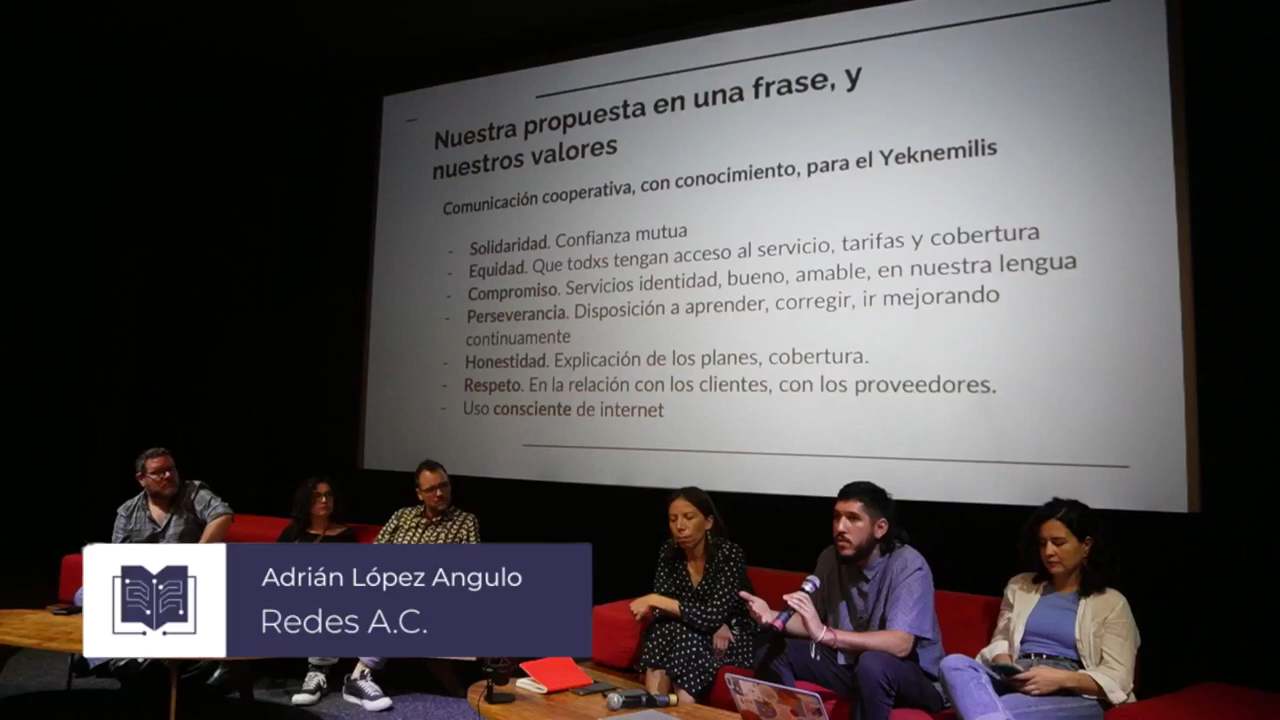 Nuestra propuesta en una frase, y
nuestros valores
Comunicación cooperativa, con conocimiento, para el Yeknemilis
- Solidaridad. Confianza mutua
- Equidad. Que todxs tengan acceso al servicio, tarifas y cobertura
- Compromiso. Servicios identidad, bueno, amable, en nuestra lengua
- Perseverancia. Disposición a aprender, corregir, ir mejorando
continuamente
- Honestidad. Explicación de los planes, cobertura.
- Respeto. En la relación con los clientes, con los proveedores.
- Uso consciente de internet
Adrián López Angulo
Redes A.C.